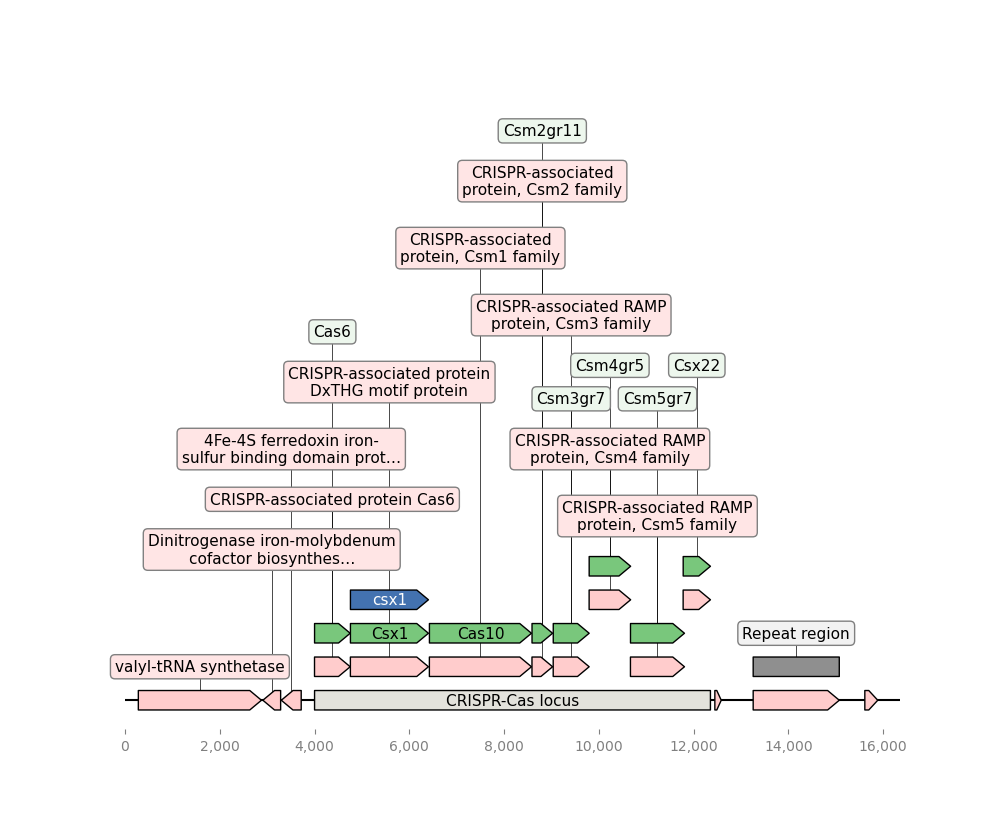 Csm2gr11
CRISPR-associated
protein, Csm2 family
CRISPR-associated
protein, Csm1 family
CRISPR-associated RAMP
protein, Csm3 family
Cas6
Csm4gr5
Csx22
CRISPR-associated protein
DxTHG motif protein
Csm3gr7
Csm5gr7
4Fe-4S ferredoxin iron-
sulfur binding domain prot...
CRISPR-associated RAMP
protein, Csm4 family
CRISPR-associated protein Cas6
CRISPR-associated RAMP
protein, Csm5 family
Dinitrogenase iron-molybdenum
cofactor biosynthes...
csx1
Csx1
Cas10
Repeat region
valyl-tRNA synthetase
CRISPR-Cas locus
0 2,000 4,000 6,000 8,000 10,000 12,000 14,000 16,000